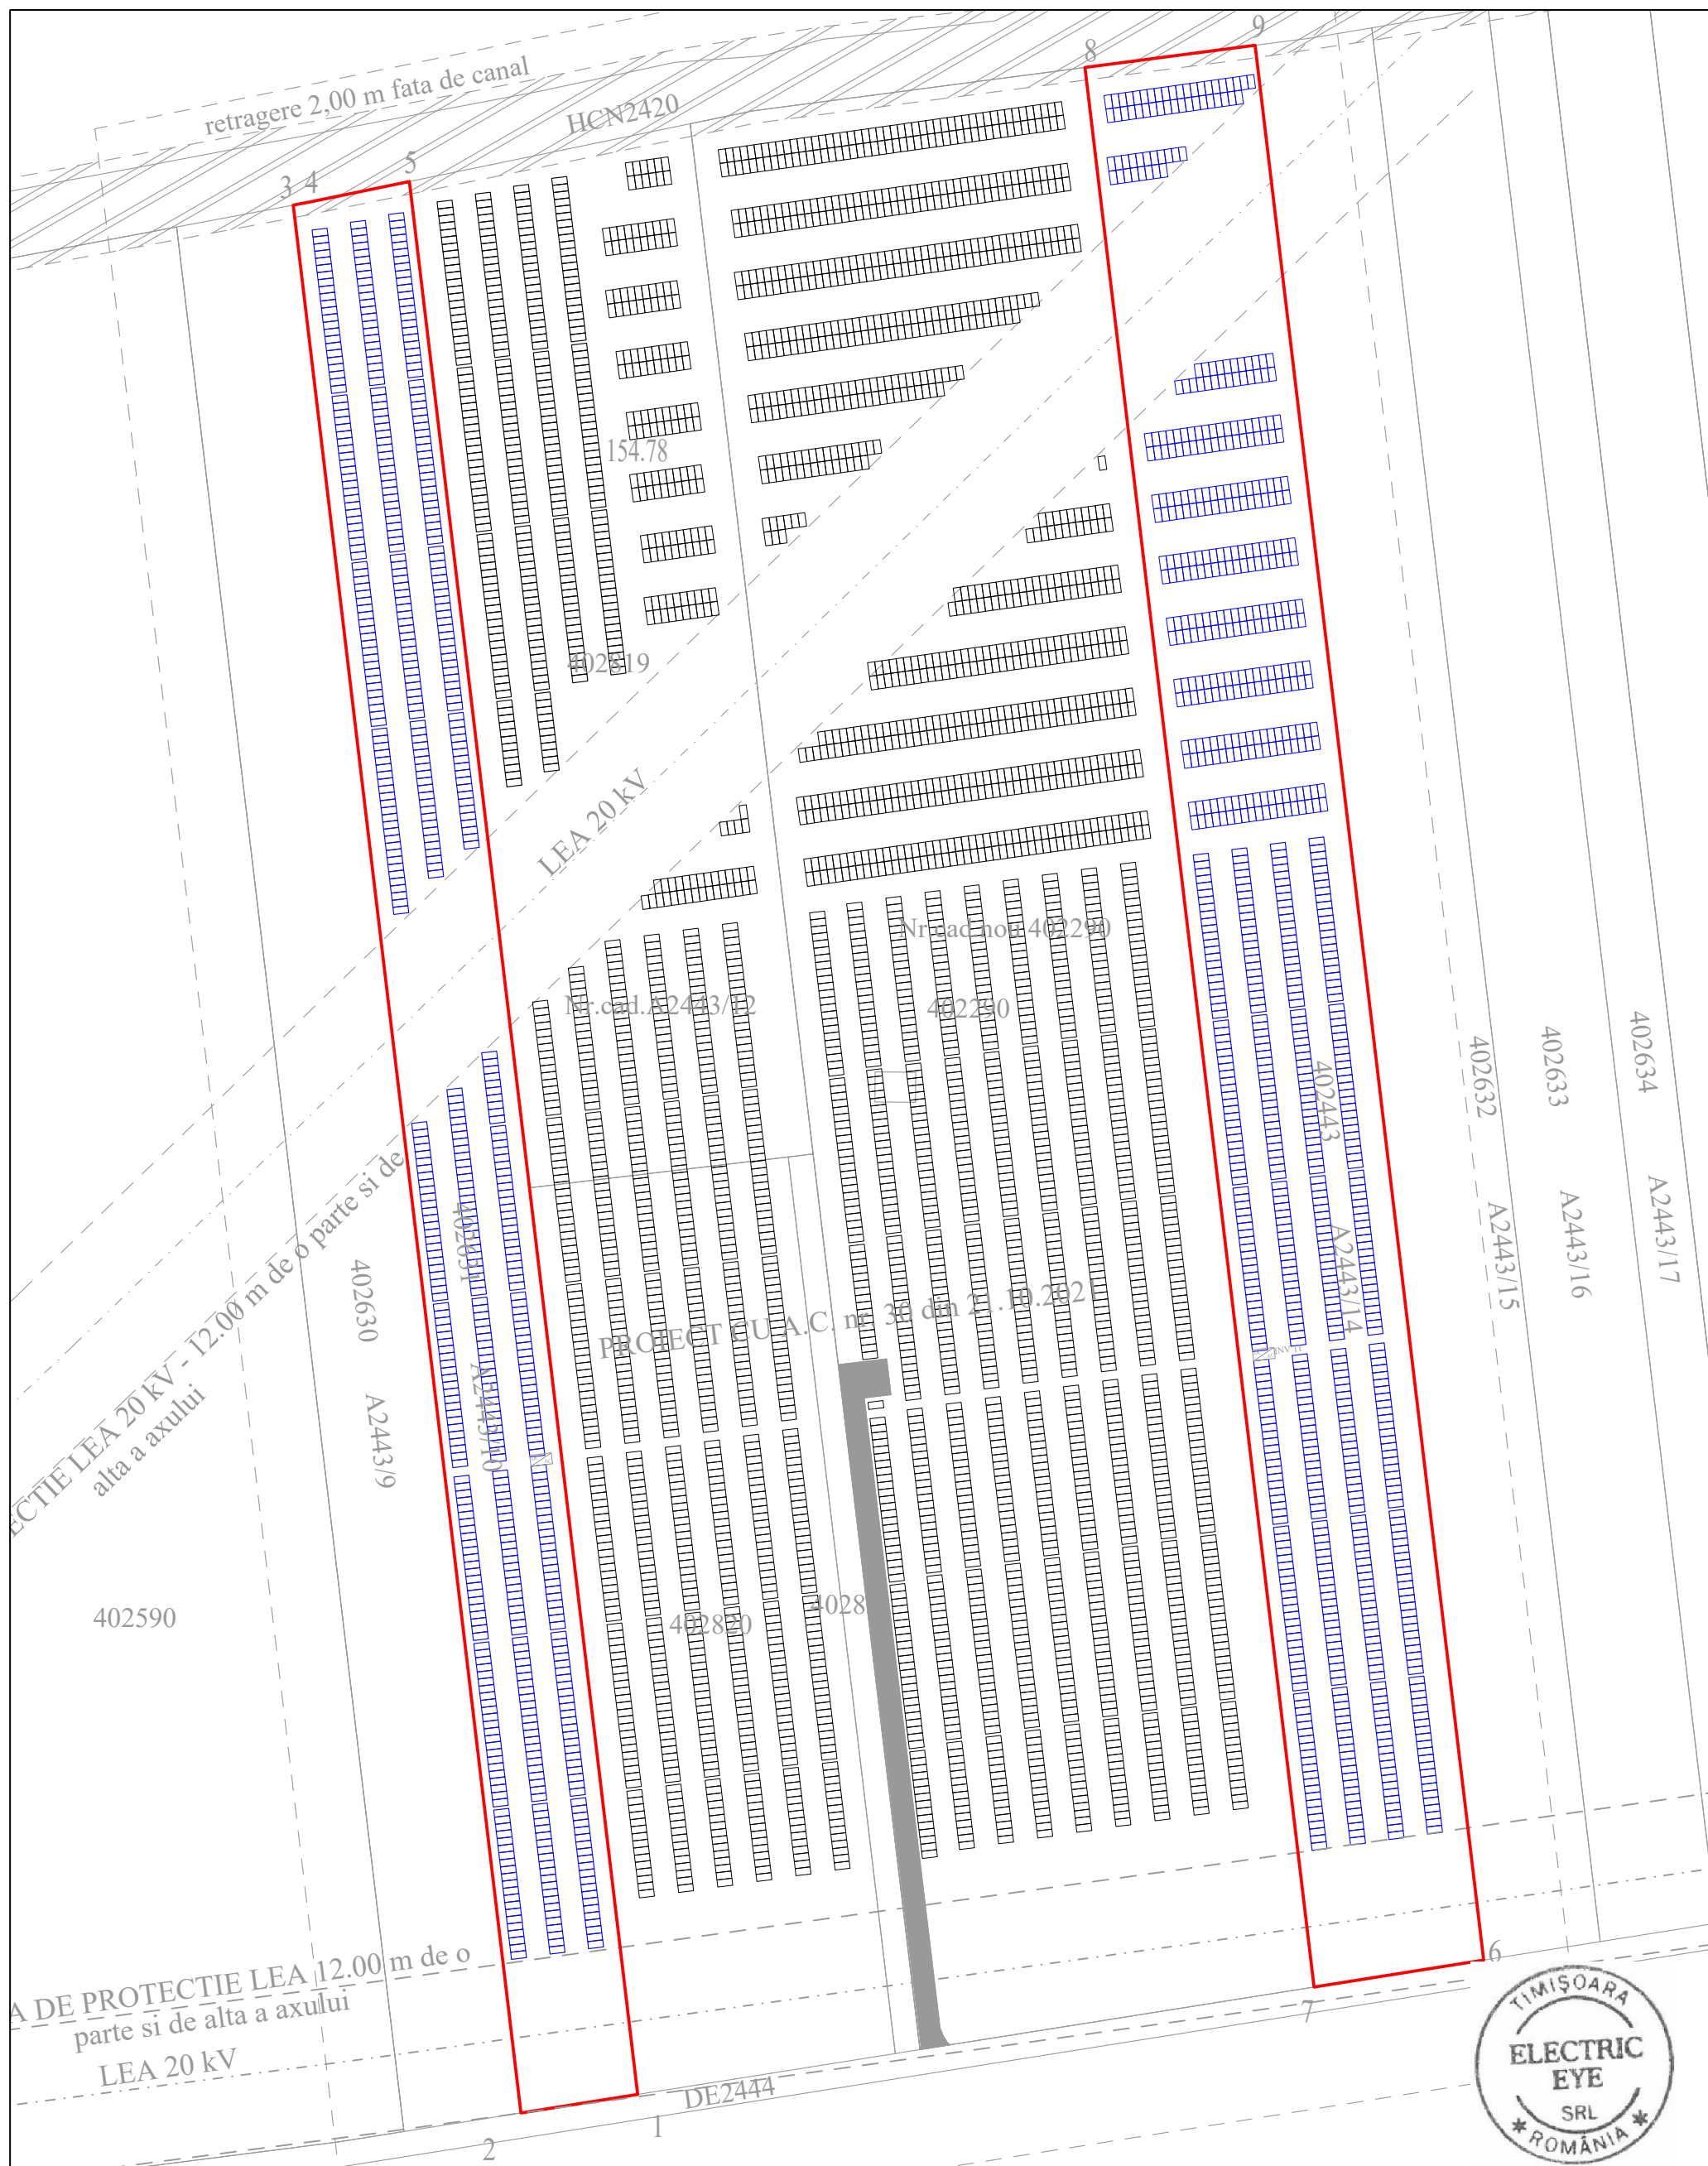 9
8
retragere 2,00 m fata de canal
HCN2420
5
3 4
154.78
402819
LEA 20 kV
Nr.cad.nou 402290
402290
Nr.cad.A2443/12
402443
402632
402633
402634
A2443/14
A2443/15
A2443/16
A2443/17
402631
A2443/10
402630
A2443/9
ECTIE LEA 20 kV - 12.00 m de o parte si de
alta a axului
PROIECT CU A.C. nr. 30 din 21.10.2021
402590
402820
4028
A DE PROTECTIE LEA 12.00 m de o
parte si de alta a axului
LEA 20 kV
DE2444
6
7
1
2
TIMIȘOARA
ELECTRIC
EYE
SRL
* ROMÂNIA *